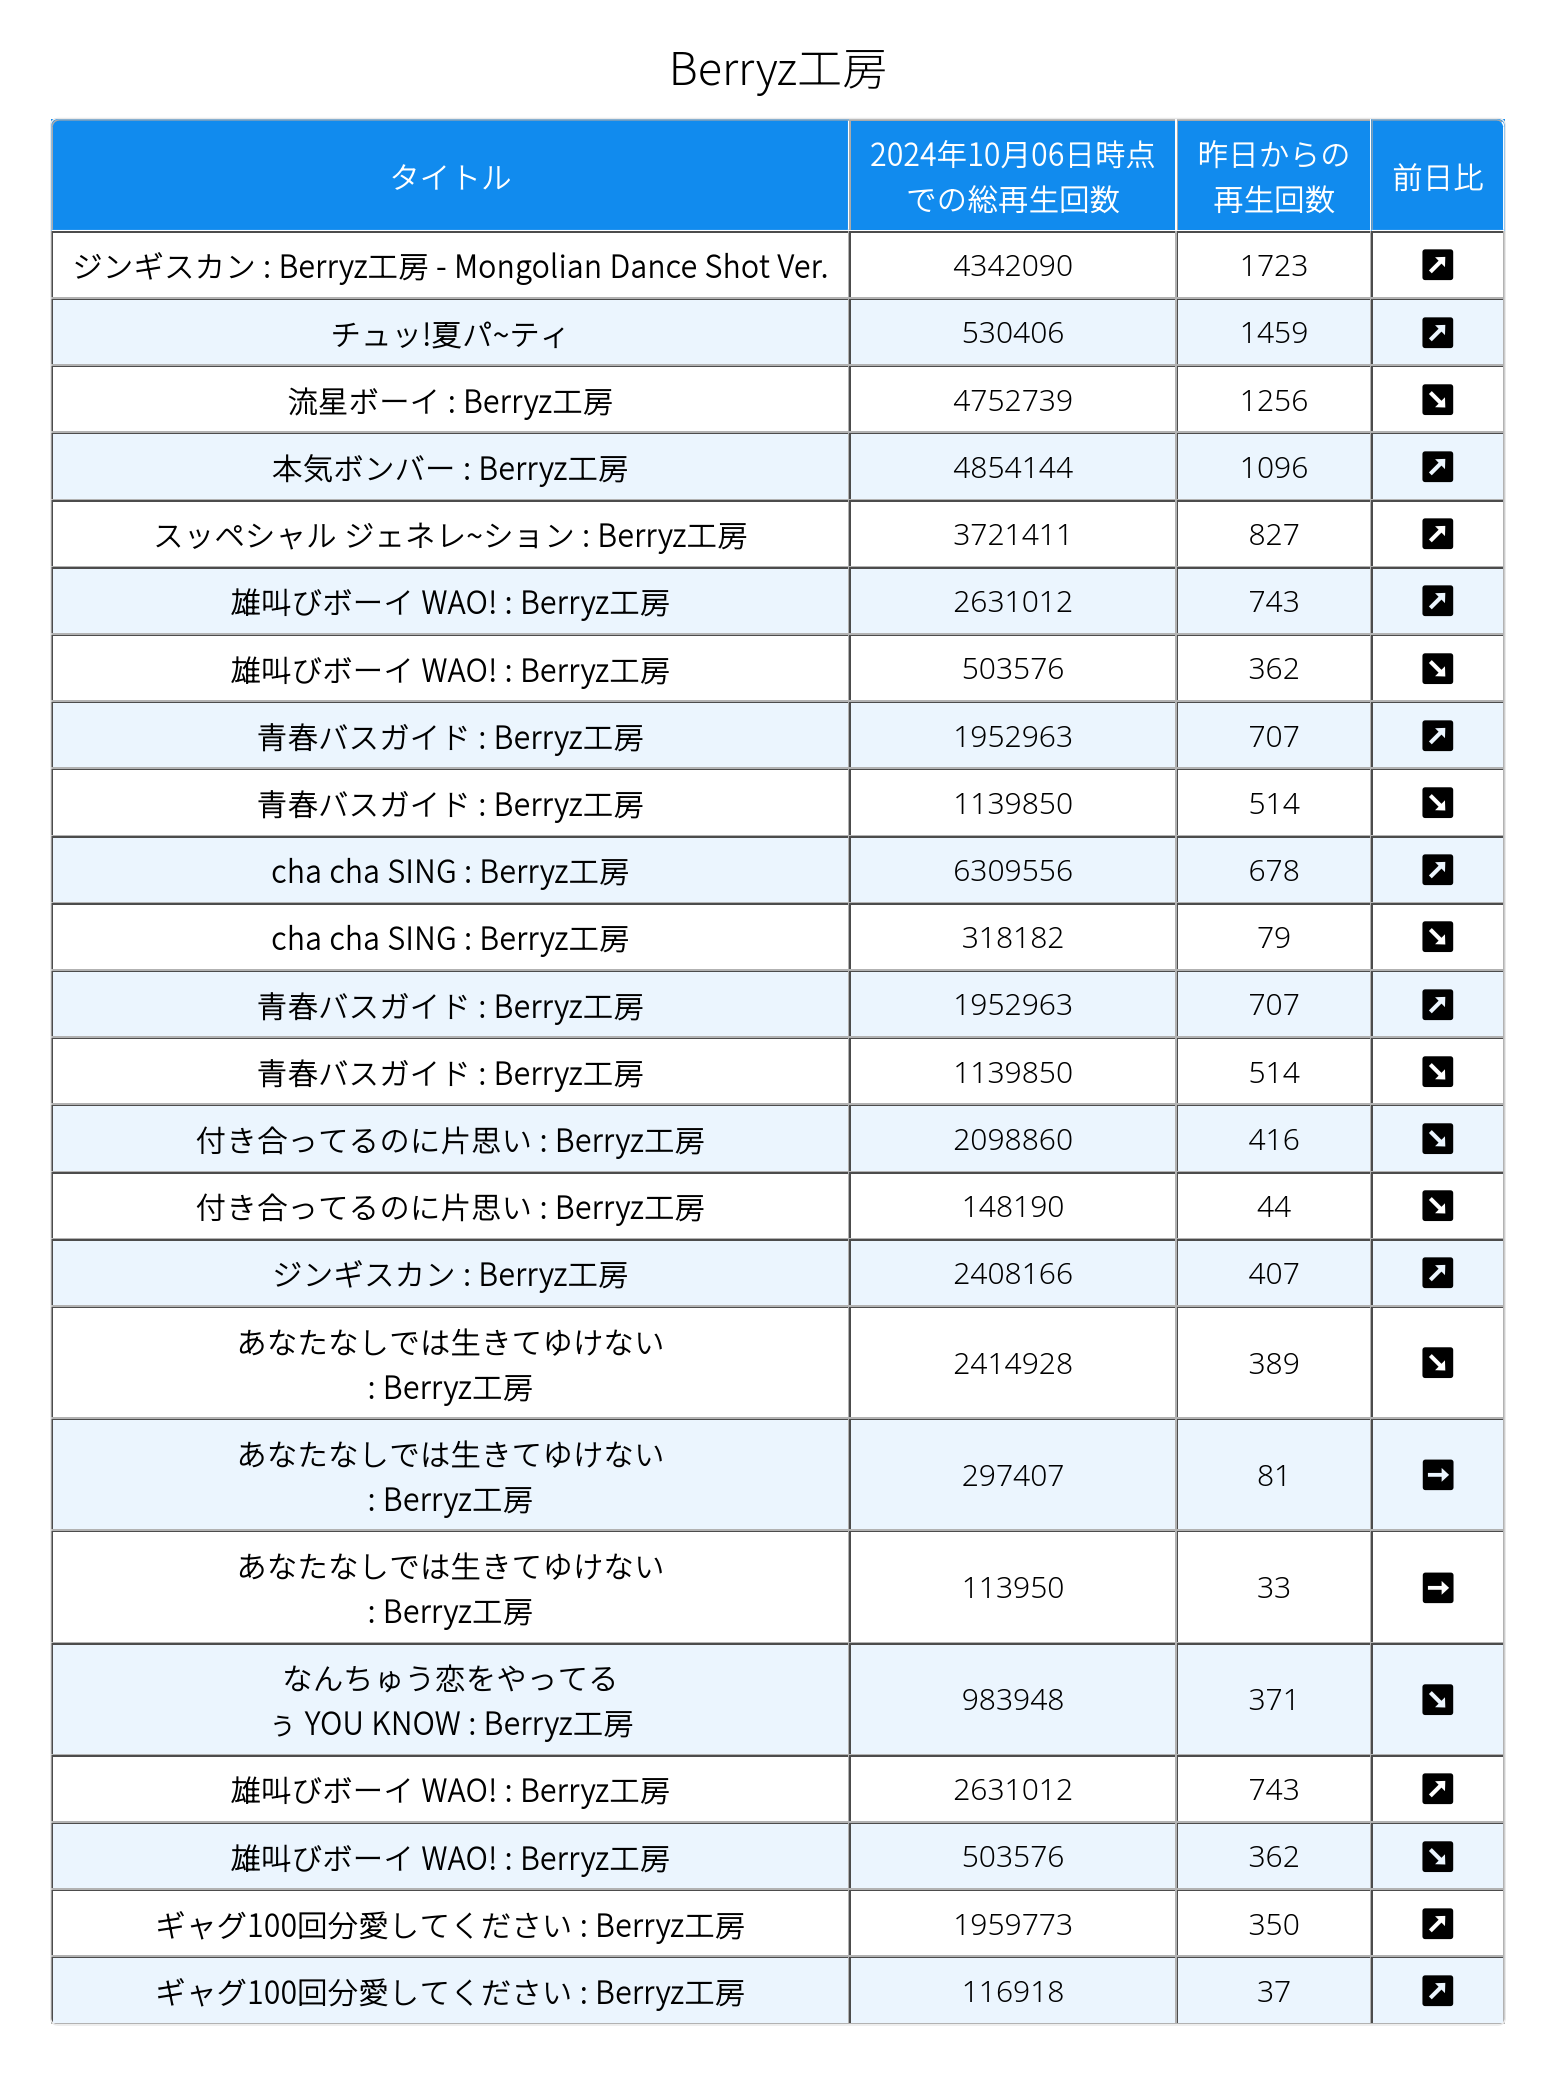 Berryz工房
タイトル 2024年10月06日時点 昨日からの 前日比
での総再生回数 再生回数
ジンギスカン : Berryz工房 - Mongolian Dance Shot Ver. 4342090 1723
チュッ!夏パ~ティ 530406 1459
流星ボーイ : Berryz工房 4752739 1256
本気ボンバー : Berryz工房 4854144 1096
スッペシャル ジェネレ~ション : Berryz工房 3721411 827
雄叫びボーイ WAO! : Berryz工房 2631012 743
雄叫びボーイ WAO! : Berryz工房 503576 362
青春バスガイド : Berryz工房 1952963 707
青春バスガイド : Berryz工房 1139850 514
cha cha SING : Berryz工房 6309556 678
cha cha SING : Berryz工房 318182 79
青春バスガイド : Berryz工房 1952963 707
青春バスガイド : Berryz工房 1139850 514
付き合ってるのに片思い : Berryz工房 2098860 416
付き合ってるのに片思い : Berryz工房 148190 44
ジンギスカン : Berryz工房 2408166 407
あなたなしでは生きてゆけない
: Berryz工房 2414928 389
あなたなしでは生きてゆけない
: Berryz工房 297407 81
あなたなしでは生きてゆけない
: Berryz工房 113950 33
なんちゅう恋をやってる
ぅ YOU KNOW : Berryz工房 983948 371
雄叫びボーイ WAO! : Berryz工房 2631012 743
雄叫びボーイ WAO! : Berryz工房 503576 362
ギャグ100回分愛してください : Berryz工房 1959773 350
ギャグ100回分愛してください : Berryz工房 116918 37